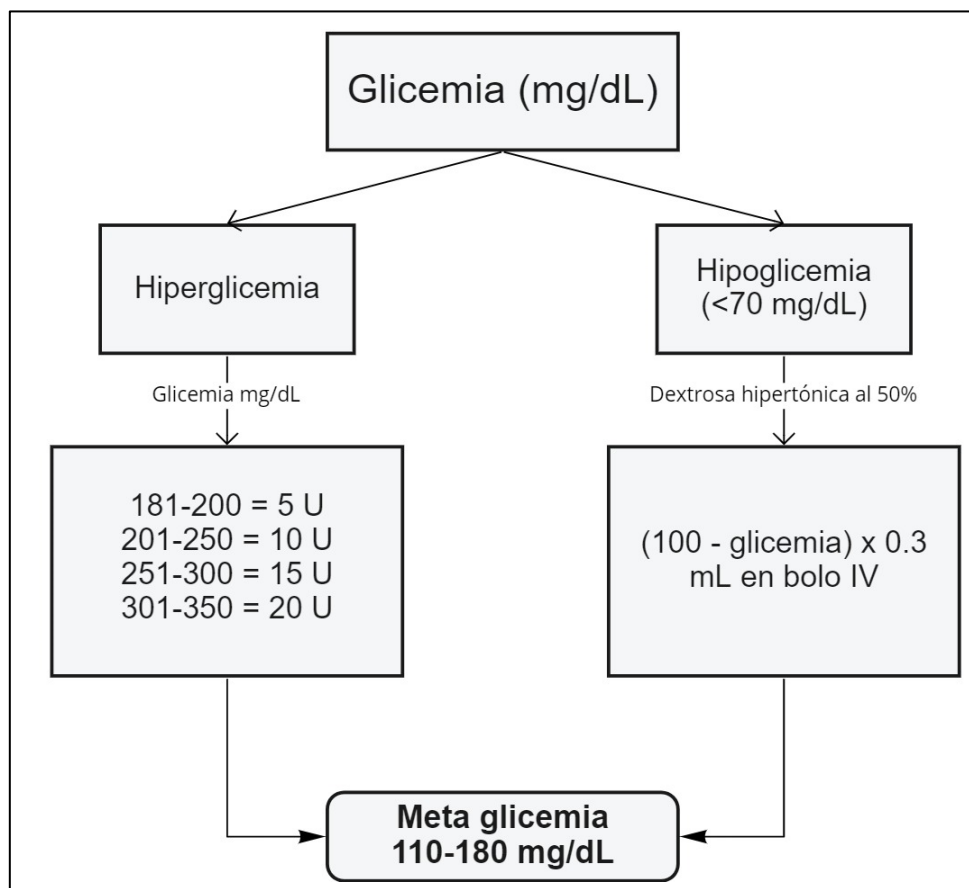 Glicemia (mg/dL)
Hiperglicemia
Hipoglicemia
(<70 mg/dL)
Glicemia mg/dL
Dextrosa hipertónica al 50%
181-200 = 5 U
201-250 = 10 U
251-300 = 15 U
301-350 = 20 U
(100 - glicemia) x 0.3
mL en bolo IV
Meta glicemia
110-180 mg/dL